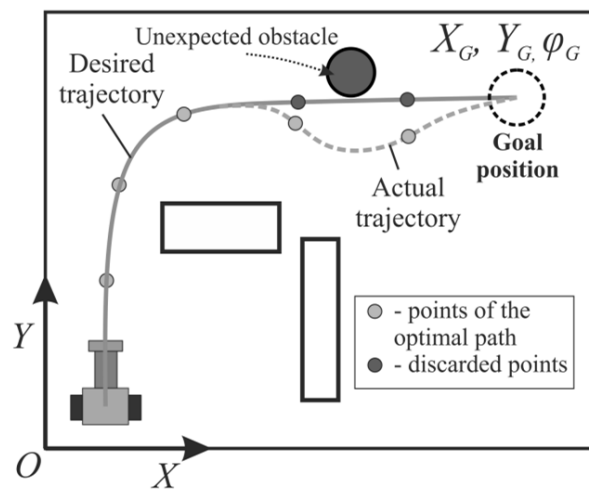 Unexpected obstacle
X_G, Y_G, φ_G
Desired
trajectory
Goal
position
Actual
trajectory
- points of the
optimal path
- discarded points
Y
O
X